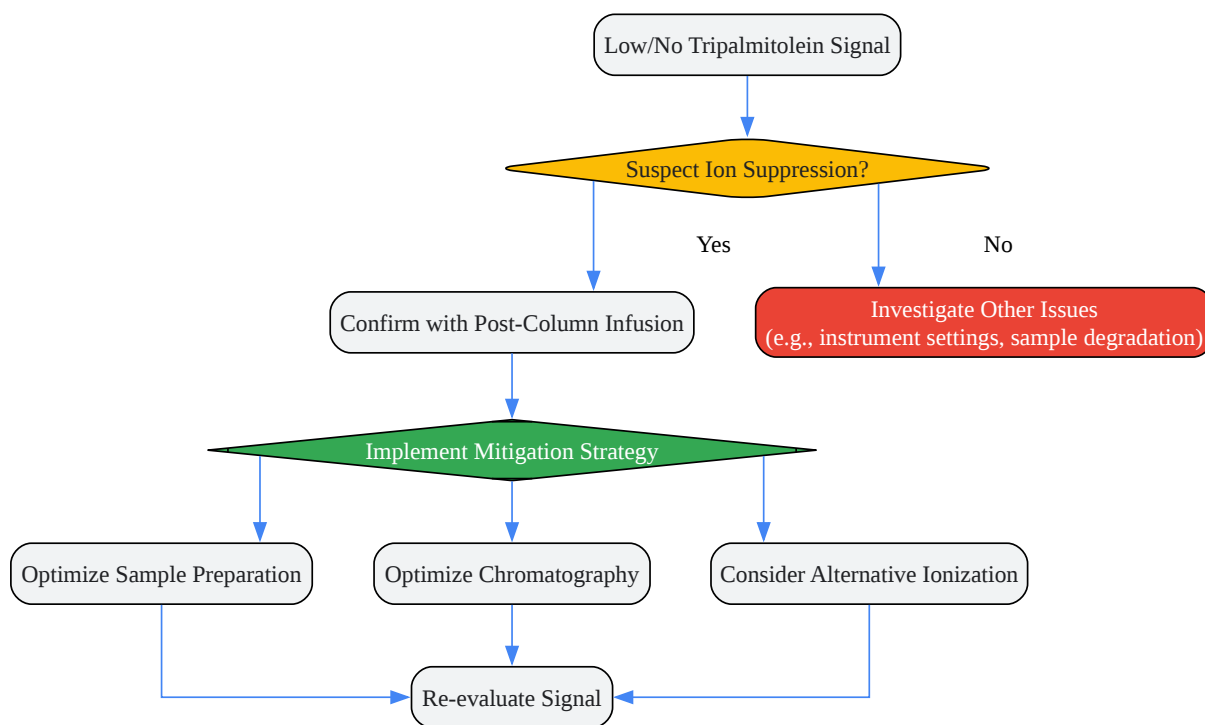 Low/No Tripalmitolein Signal
Suspect Ion Suppression?
Yes
No
Confirm with Post-Column Infusion
Investigate Other Issues
(e.g., instrument settings, sample degradation)
Implement Mitigation Strategy
Optimize Sample Preparation
Optimize Chromatography
Consider Alternative Ionization
Re-evaluate Signal